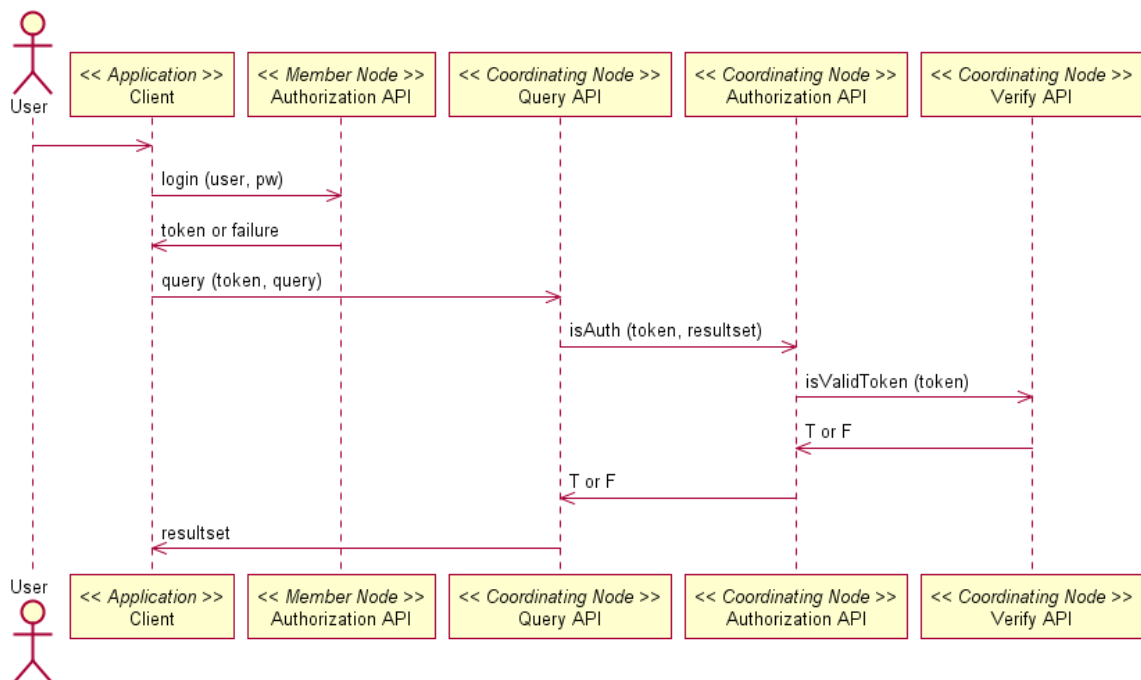 User
<< Application >>
Client
<< Member Node >>
Authorization API
<< Coordinating Node >>
Query API
<< Coordinating Node >>
Authorization API
<< Coordinating Node >>
Verify API
login (user, pw)
token or failure
query (token, query)
isAuth (token, resultset)
isValidToken (token)
T or F
T or F
resultset
User
<< Application >>
Client
<< Member Node >>
Authorization API
<< Coordinating Node >>
Query API
<< Coordinating Node >>
Authorization API
<< Coordinating Node >>
Verify API